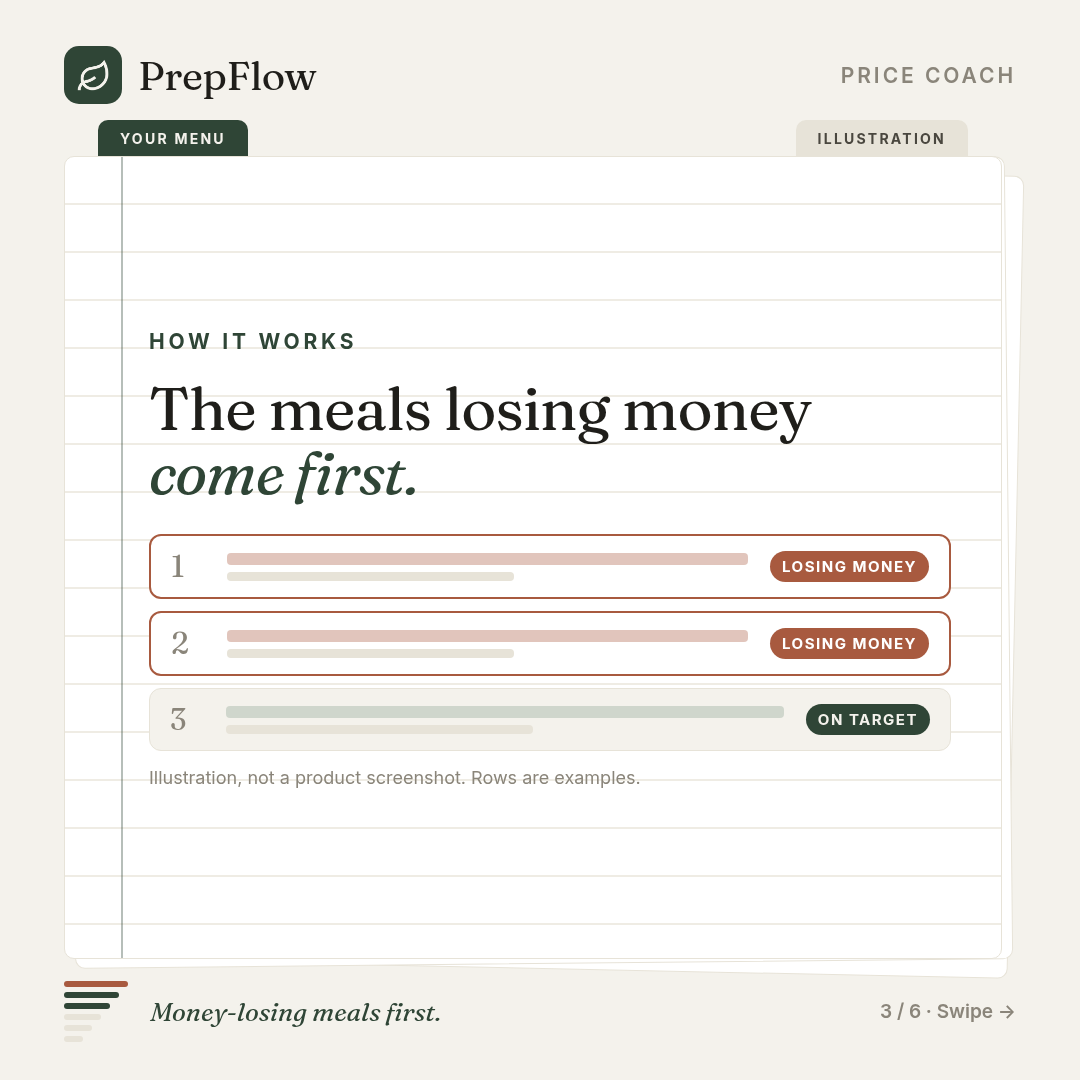 PrepFlow
PRICE COACH
YOUR MENU
ILLUSTRATION
HOW IT WORKS
The meals losing money
come first.
1
LOSING MONEY
2
LOSING MONEY
3
ON TARGET
Illustration, not a product screenshot. Rows are examples.
Money-losing meals first.
3 / 6 · Swipe →